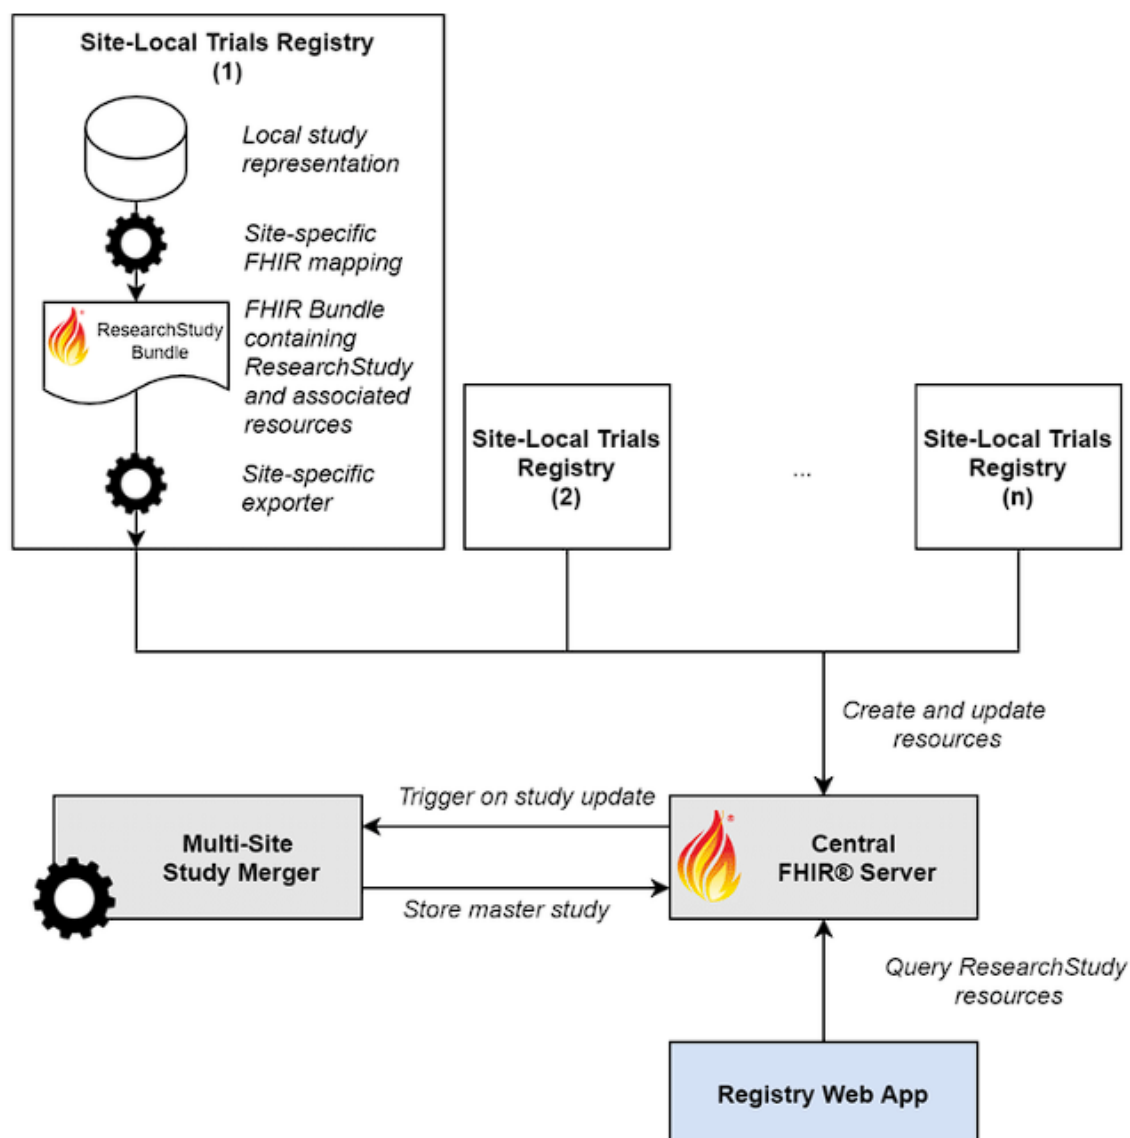 Site-Local Trials Registry
(1)
Local study
representation
Site-specific
FHIR mapping
ResearchStudy
Bundle
FHIR Bundle
containing
ResearchStudy
and associated
resources
Site-specific
exporter
Site-Local Trials
Registry
(2)
...
Site-Local Trials
Registry
(n)
Create and update
resources
Trigger on study update
Multi-Site
Study Merger
Store master study
®
Central
FHIR® Server
Query ResearchStudy
resources
Registry Web App